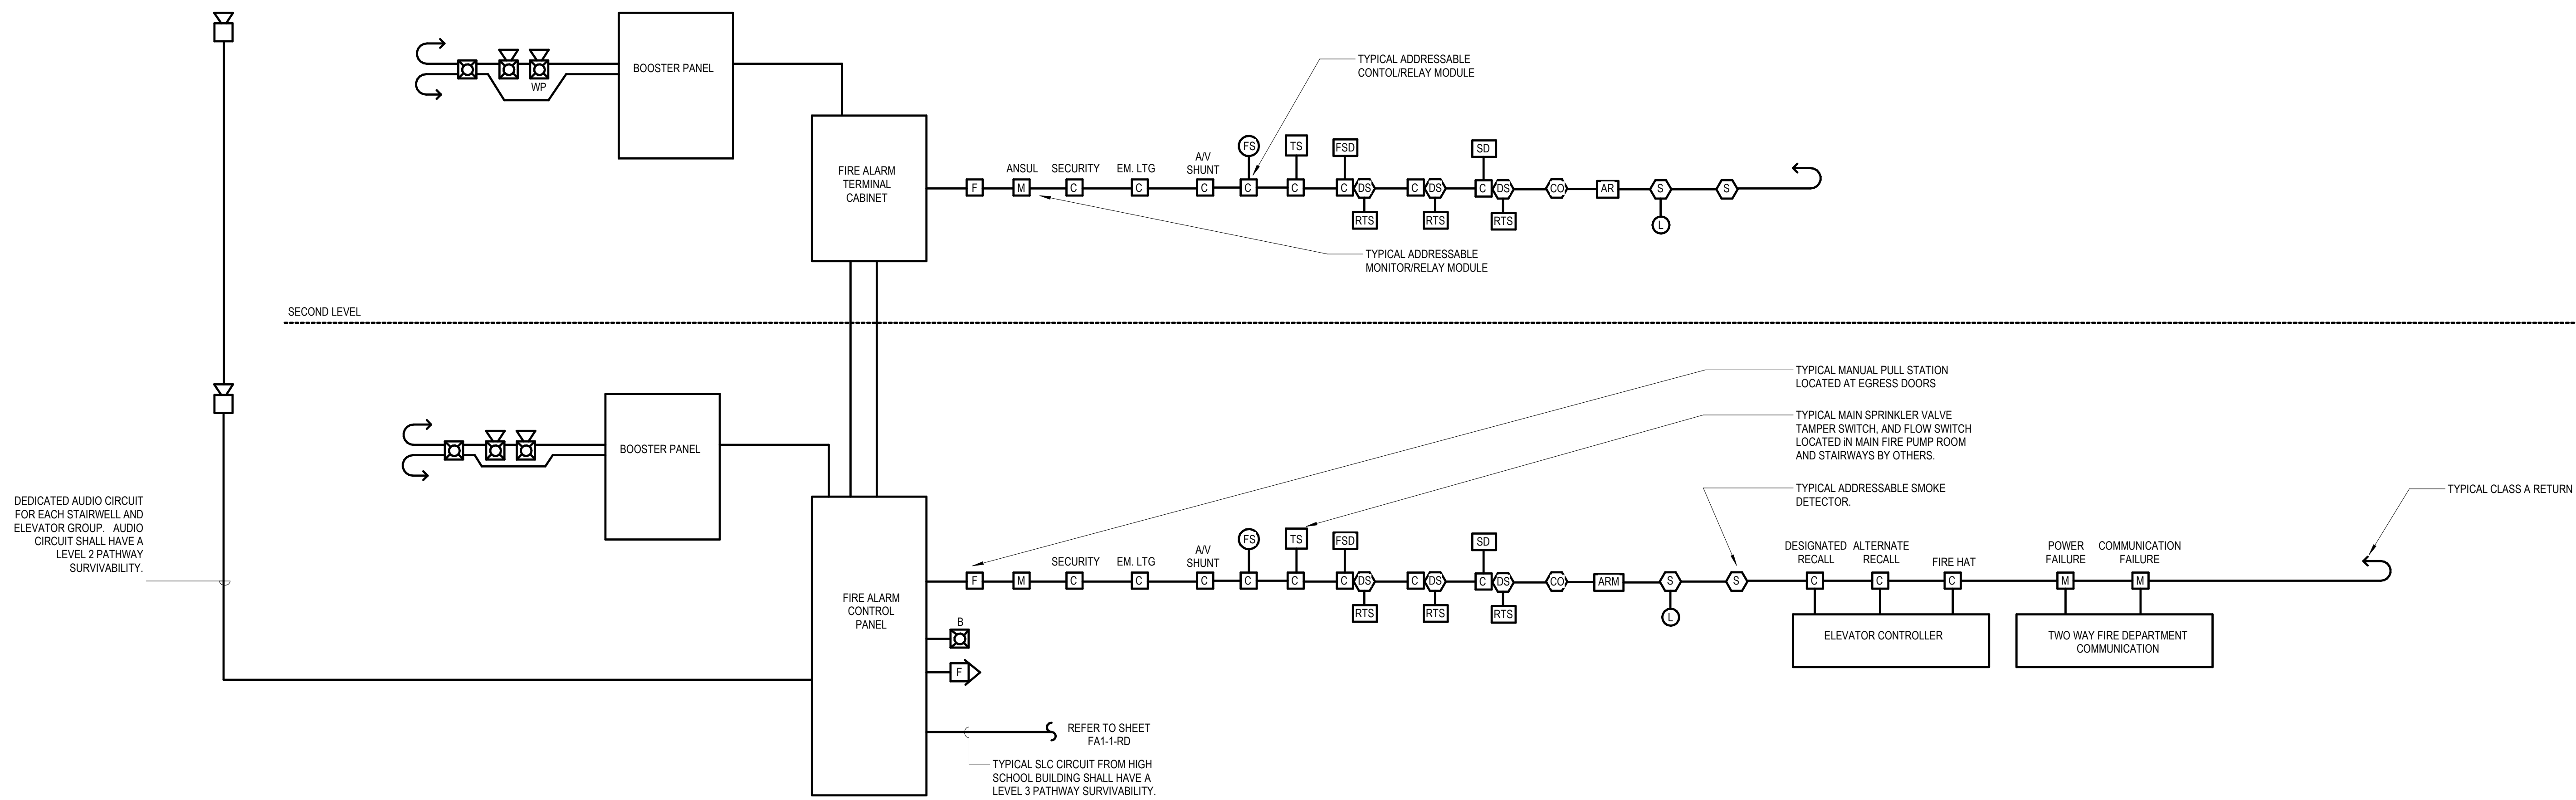 BOOSTER PANEL
WP
TYPICAL ADDRESSABLE
CONTOL/RELAY MODULE
FIRE ALARM
TERMINAL
CABINET
ANSUL
SECURITY
EM. LTG
A/V
SHUNT
FS
TS
FSD
SD
F
M
C
C
C
C
C
C
DS
C
DS
C
DS
CO
AR
S
S
RTS
RTS
RTS
L
TYPICAL ADDRESSABLE
MONITOR/RELAY MODULE
SECOND LEVEL
TYPICAL MANUAL PULL STATION
LOCATED AT EGRESS DOORS
TYPICAL MAIN SPRINKLER VALVE
TAMPER SWITCH, AND FLOW SWITCH
LOCATED iN MAIN FIRE PUMP ROOM
AND STAIRWAYS BY OTHERS.
TYPICAL ADDRESSABLE SMOKE
DETECTOR.
TYPICAL CLASS A RETURN
BOOSTER PANEL
DEDICATED AUDIO CIRCUIT
FOR EACH STAIRWELL AND
ELEVATOR GROUP. AUDIO
CIRCUIT SHALL HAVE A
LEVEL 2 PATHWAY
SURVIVABILITY.
FIRE ALARM
CONTROL
PANEL
SECURITY
EM. LTG
A/V
SHUNT
FS
TS
FSD
SD
DESIGNATED
RECALL
ALTERNATE
RECALL
FIRE HAT
POWER
FAILURE
COMMUNICATION
FAILURE
F
M
C
C
C
C
C
C
DS
C
DS
C
DS
CO
ARM
S
S
C
C
C
M
M
RTS
RTS
RTS
L
ELEVATOR CONTROLLER
TWO WAY FIRE DEPARTMENT
COMMUNICATION
B
F
REFER TO SHEET
FA1-1-RD
TYPICAL SLC CIRCUIT FROM HIGH
SCHOOL BUILDING SHALL HAVE A
LEVEL 3 PATHWAY SURVIVABILITY.